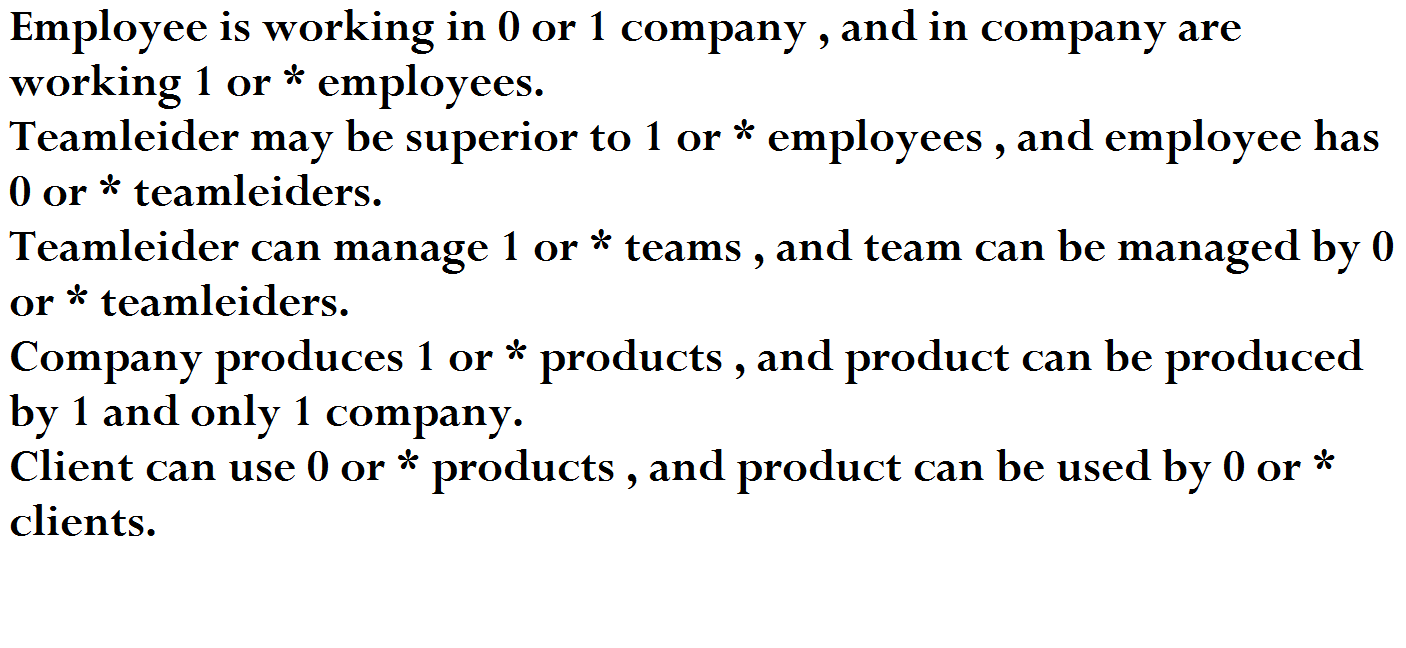 Employee is working in 0 or 1 company , and in company are
working 1 or * employees.
Teamleider may be superior to 1 or * employees , and employee has
0 or * teamleiders.
Teamleider can manage 1 or * teams , and team can be managed by 0
or * teamleiders.
Company produces 1 or * products , and product can be produced
by 1 and only 1 company.
Client can use 0 or * products , and product can be used by 0 or *
clients.